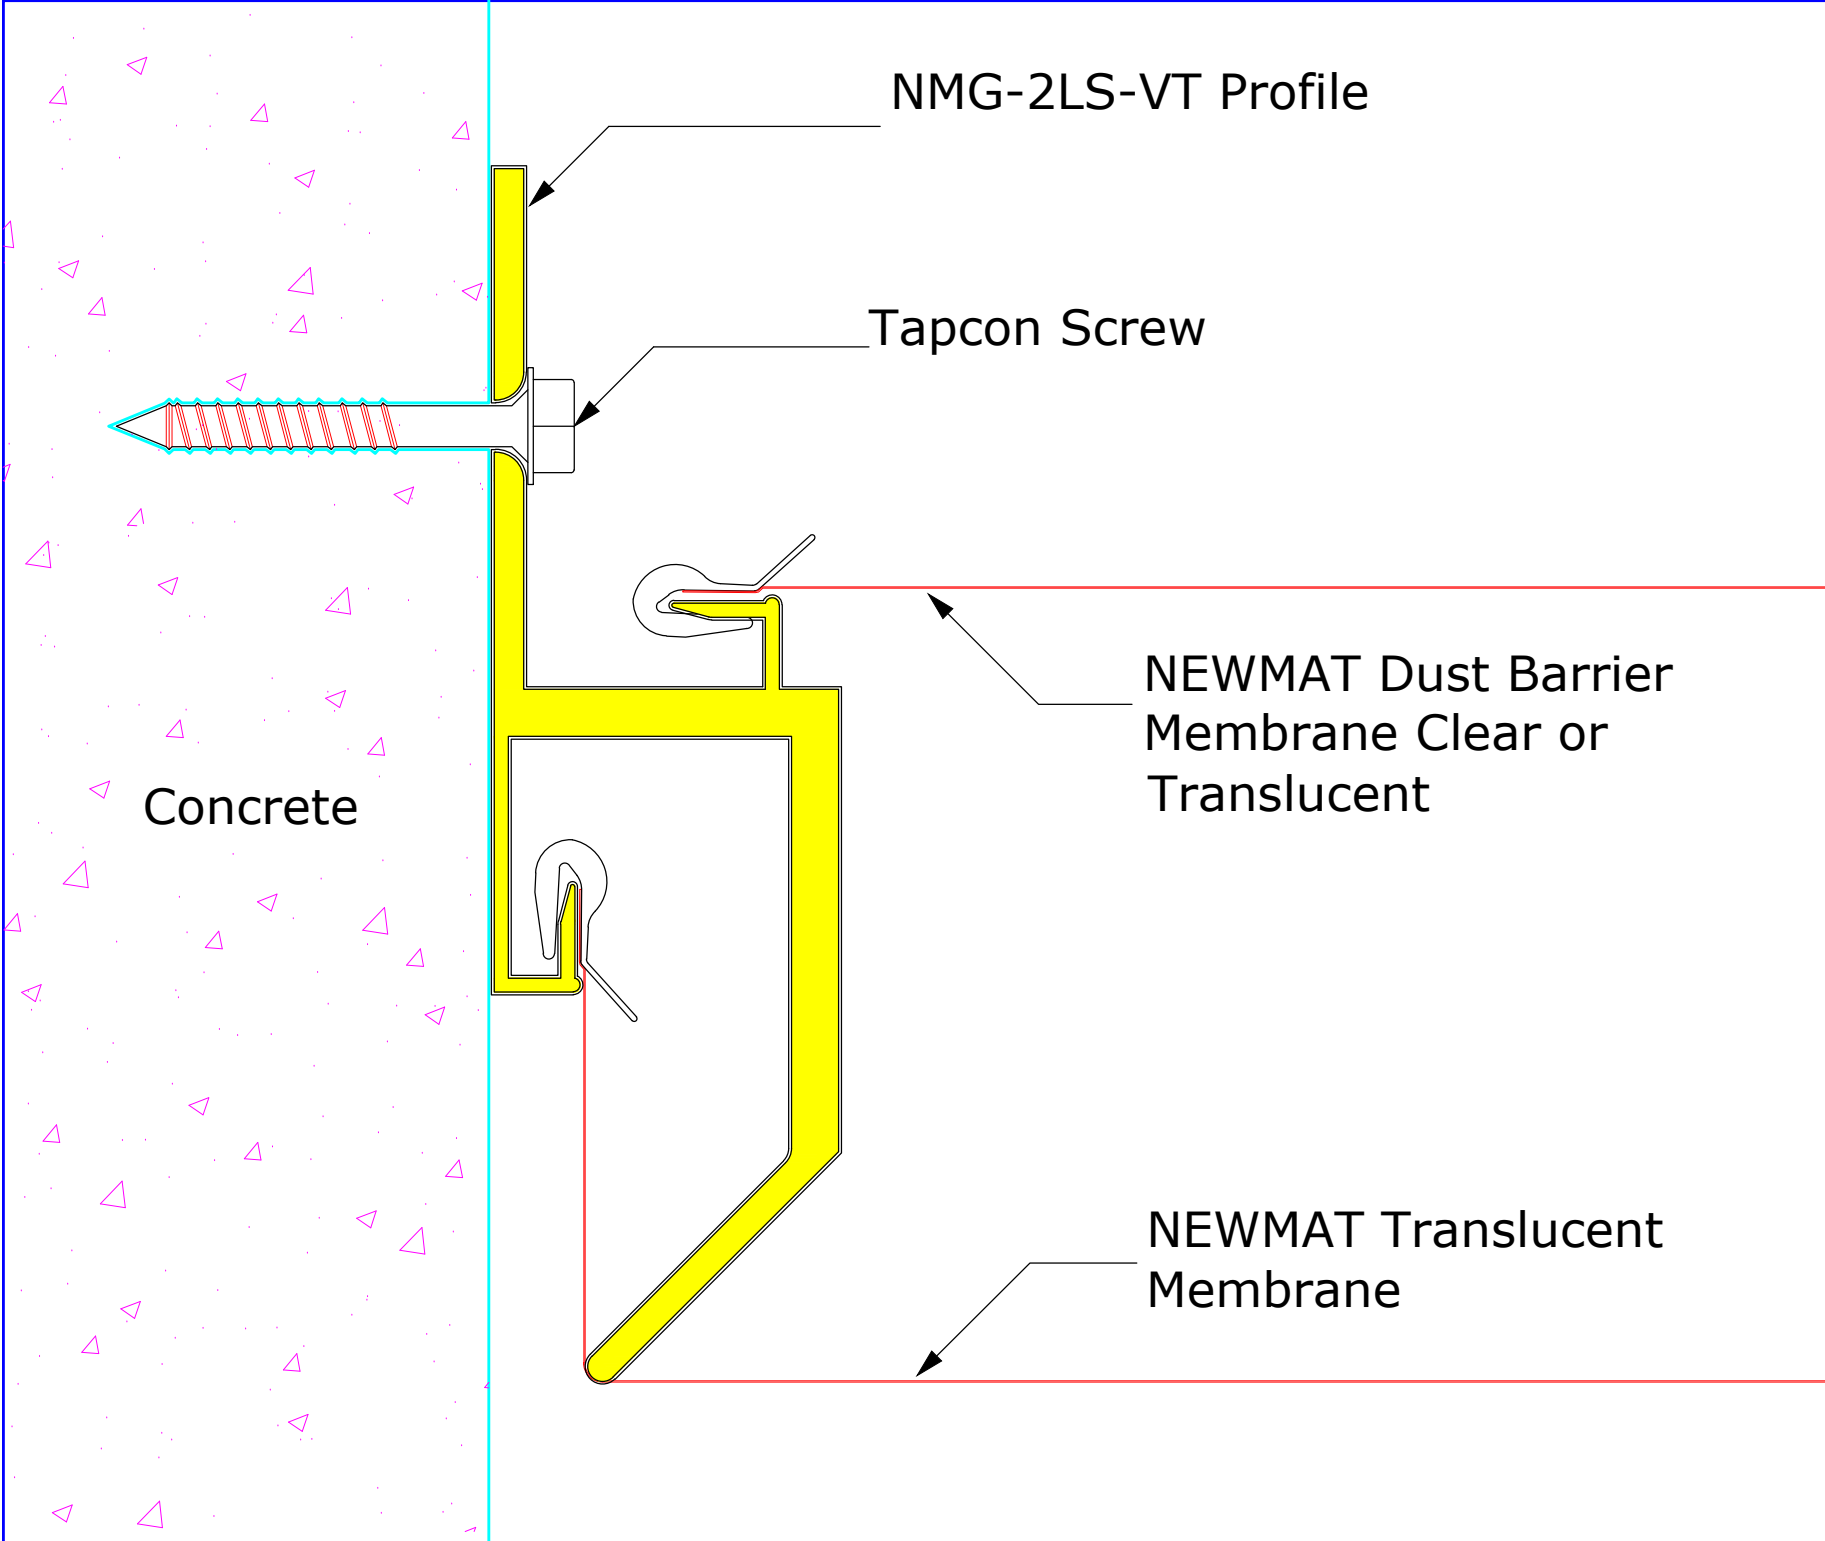 NMG-2LS-VT Profile
Tapcon Screw
NEWMAT Dust Barrier
Membrane Clear or
Translucent
Concrete
NEWMAT Translucent
Membrane